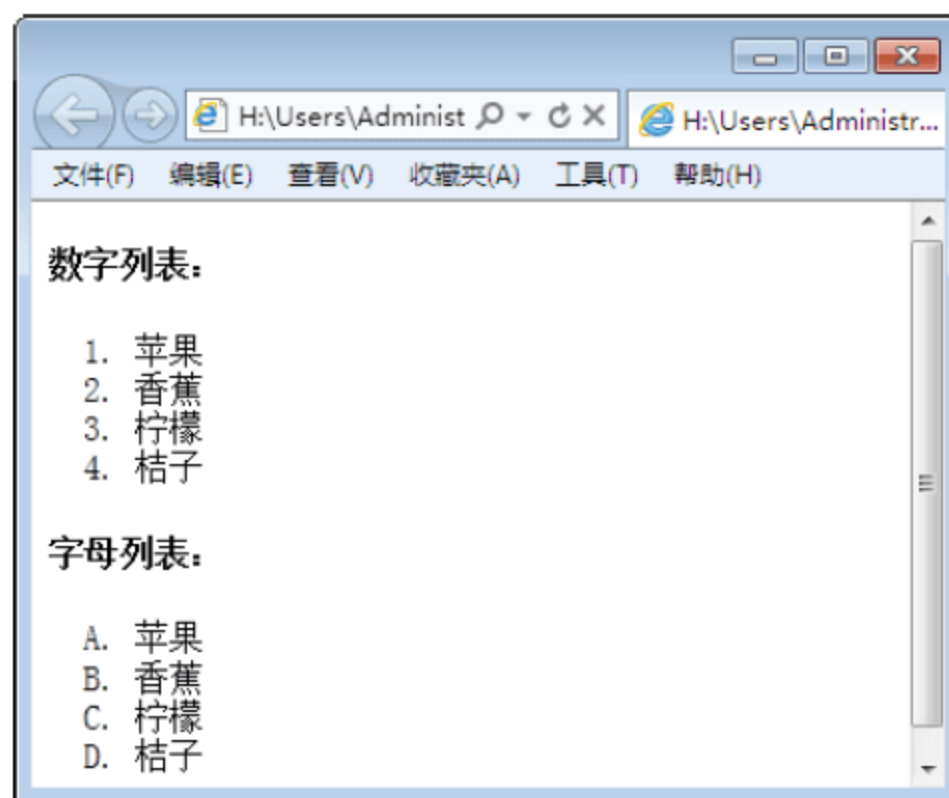 H:\Users\Administ
H:\Users\Administr...
文件(F) 编辑(E) 查看(V) 收藏夹(A) 工具(T) 帮助(H)
数字列表：
1. 苹果
2. 香蕉
3. 柠檬
4. 桔子
字母列表：
A. 苹果
B. 香蕉
C. 柠檬
D. 桔子